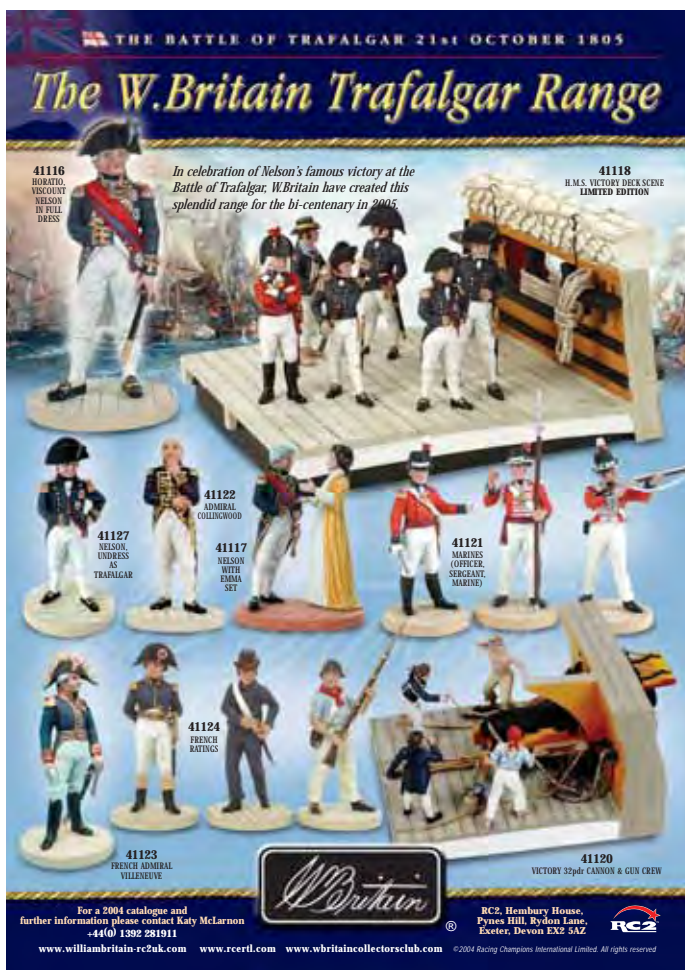 THE BATTLE OF TRAFALGAR 21st OCTOBER 1805
The W.Britain Trafalgar Range
41116
HORATIO,
VISCOUNT
NELSON
IN FULL
DRESS
In celebration of Nelson's famous victory at the
Battle of Trafalgar, W.Britain have created this
splendid range for the bi-centenary in 2005.
41118
H.M.S. VICTORY DECK SCENE
LIMITED EDITION
41127
NELSON,
UNDRESS
AS
TRAFALGAR
41122
ADMIRAL
COLLINGWOOD
41117
NELSON
WITH
EMMA
SET
41121
MARINES
(OFFICER,
SERGEANT,
MARINE)
41124
FRENCH
RATINGS
41123
FRENCH ADMIRAL
VILLENEUVE
41120
VICTORY 32pdr CANNON & GUN CREW
W Britain
®
For a 2004 catalogue and
further information please contact Katy McLarnon
+44(0) 1392 281911
www.williambritain-rc2uk.com www.rcertl.com www.wbritaincollectorsclub.com
RC2, Hembury House,
Pynes Hill, Rydon Lane,
Exeter, Devon EX2 5AZ
RC2
©2004 Racing Champions International Limited. All rights reserved